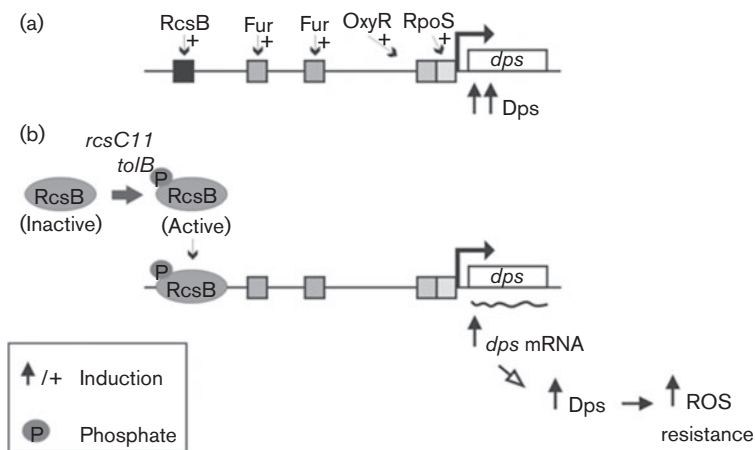 (a)
RcsB Fur Fur OxyR RpoS
+ + + + +
dps
Dps
(b)
rcsC11
tolB
P P
RcsB RcsB
(Inactive) (Active)
P
RcsB
dps
dps mRNA
Dps ROS
resistance
/+ Induction
P Phosphate